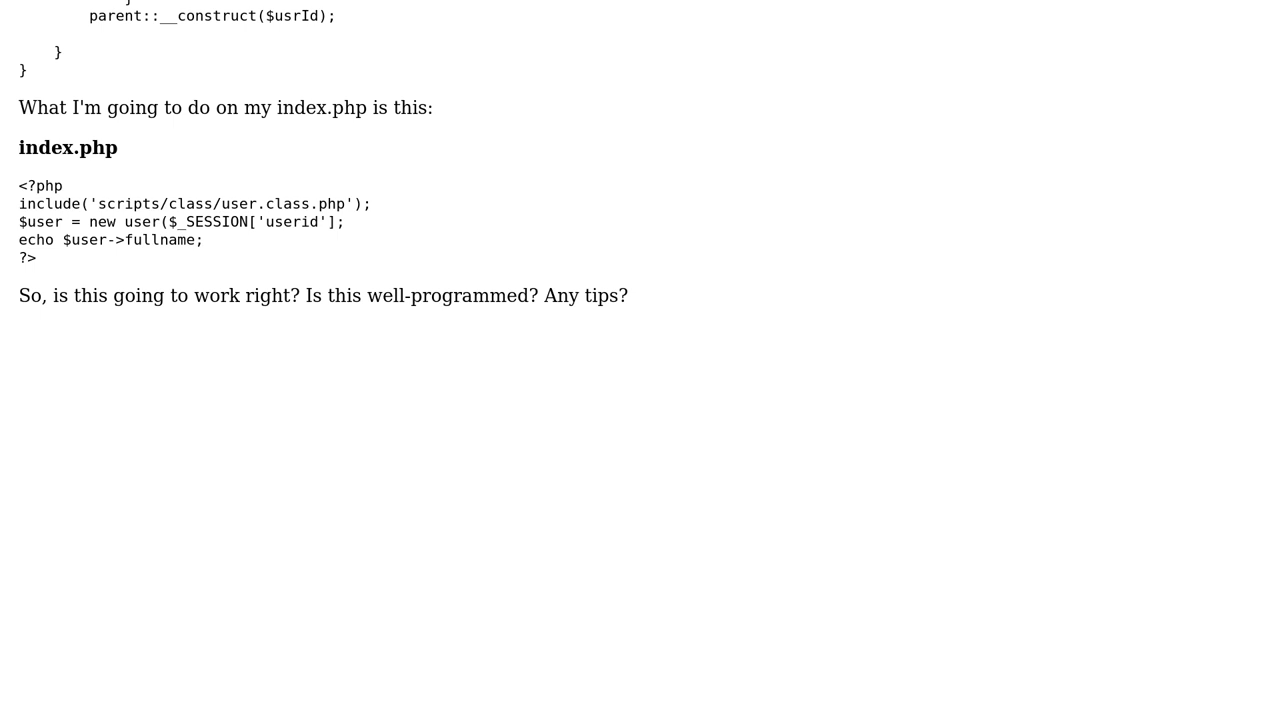 }
parent::__construct($usrId);
}
}
What I'm going to do on my index.php is this:
index.php
<?php
include('scripts/class/user.class.php');
$user = new user($_SESSION['userid'];
echo $user->fullname;
?>
So, is this going to work right? Is this well-programmed? Any tips?